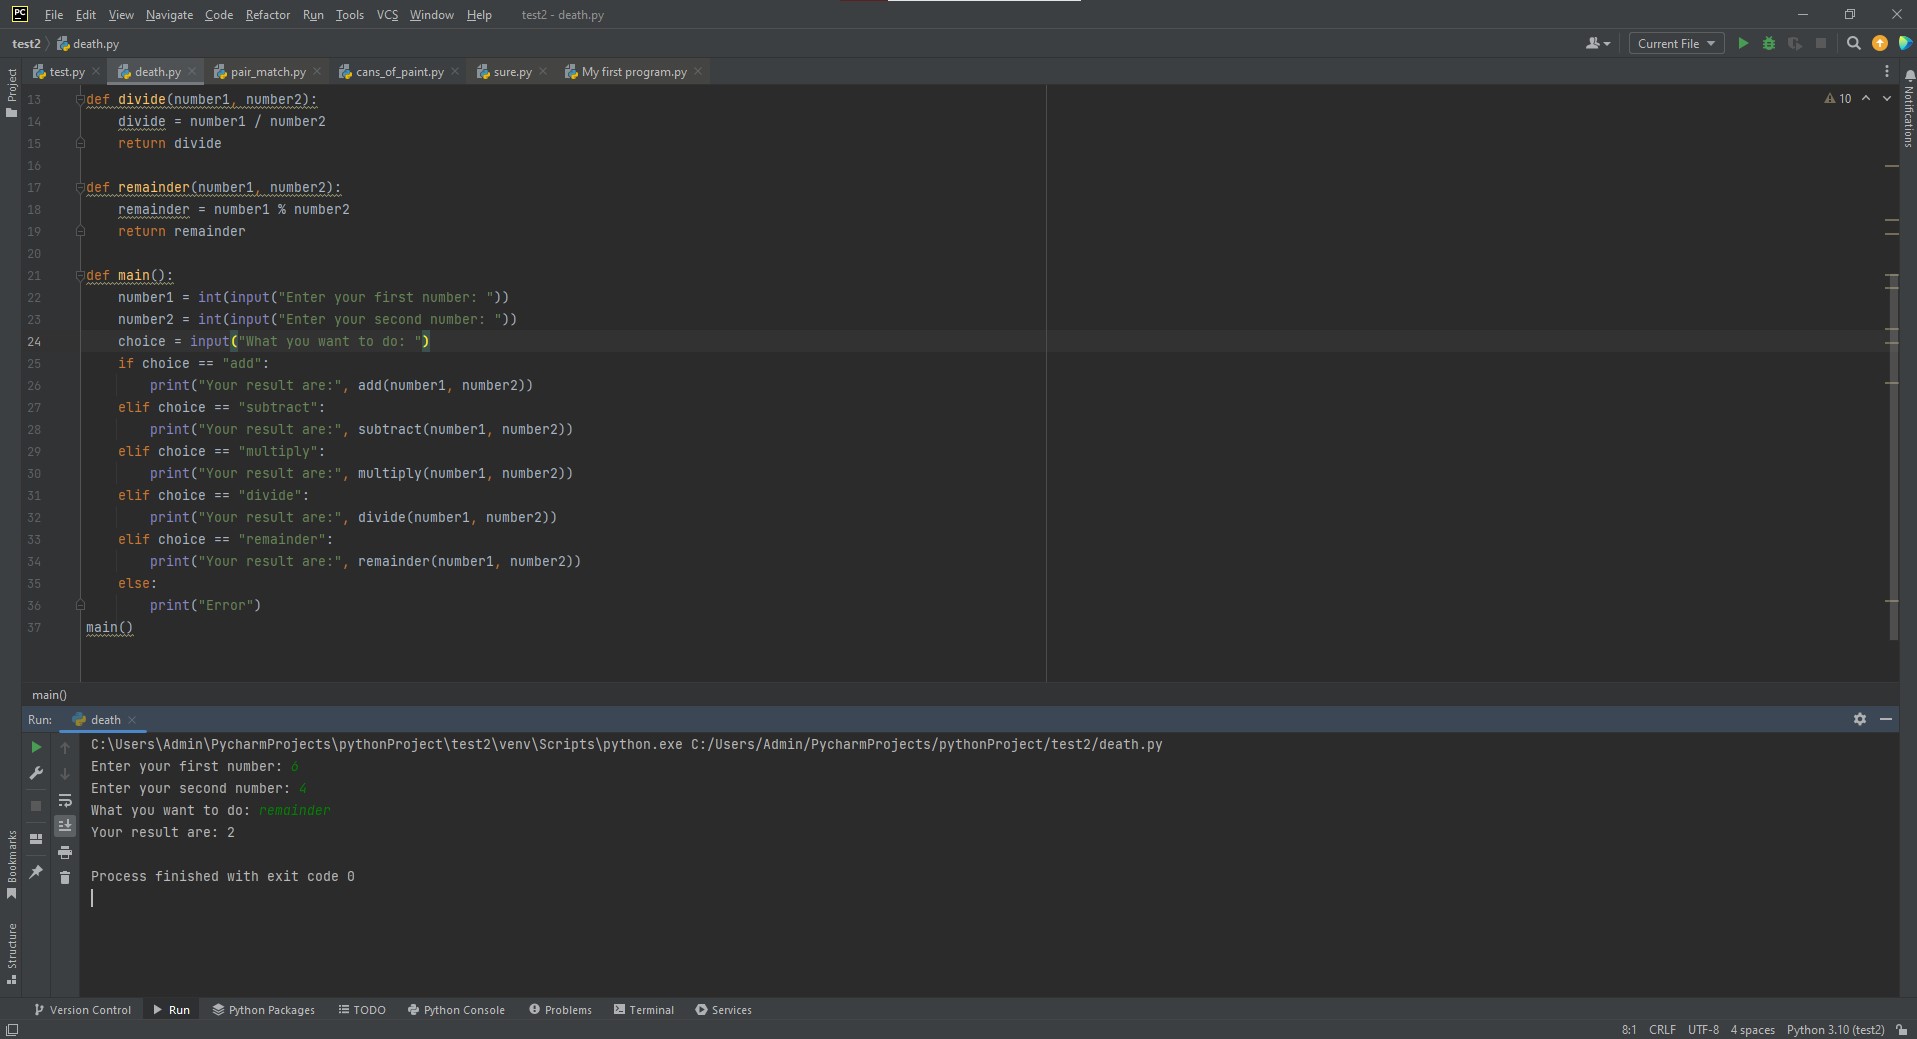 PC File Edit View Navigate Code Refactor Run Tools VCS Window Help test2 - death.py
test2 death.py Current File
test.py death.py pair_match.py cans_of_paint.py sure.py My first program.py
Project
Notifications
10
13 def divide(number1, number2):
14     divide = number1 / number2
15     return divide
16
17 def remainder(number1, number2):
18     remainder = number1 % number2
19     return remainder
20
21 def main():
22     number1 = int(input("Enter your first number: "))
23     number2 = int(input("Enter your second number: "))
24     choice = input("What you want to do: ")
25     if choice == "add":
26         print("Your result are:", add(number1, number2))
27     elif choice == "subtract":
28         print("Your result are:", subtract(number1, number2))
29     elif choice == "multiply":
30         print("Your result are:", multiply(number1, number2))
31     elif choice == "divide":
32         print("Your result are:", divide(number1, number2))
33     elif choice == "remainder":
34         print("Your result are:", remainder(number1, number2))
35     else:
36         print("Error")
37 main()
main()
Run: death
C:\Users\Admin\PycharmProjects\pythonProject\test2\venv\Scripts\python.exe C:/Users/Admin/PycharmProjects/pythonProject/test2/death.py
Enter your first number: 6
Enter your second number: 4
What you want to do: remainder
Your result are: 2
Process finished with exit code 0
Bookmarks
Structure
Version Control Run Python Packages TODO Python Console Problems Terminal Services
8:1 CRLF UTF-8 4 spaces Python 3.10 (test2)